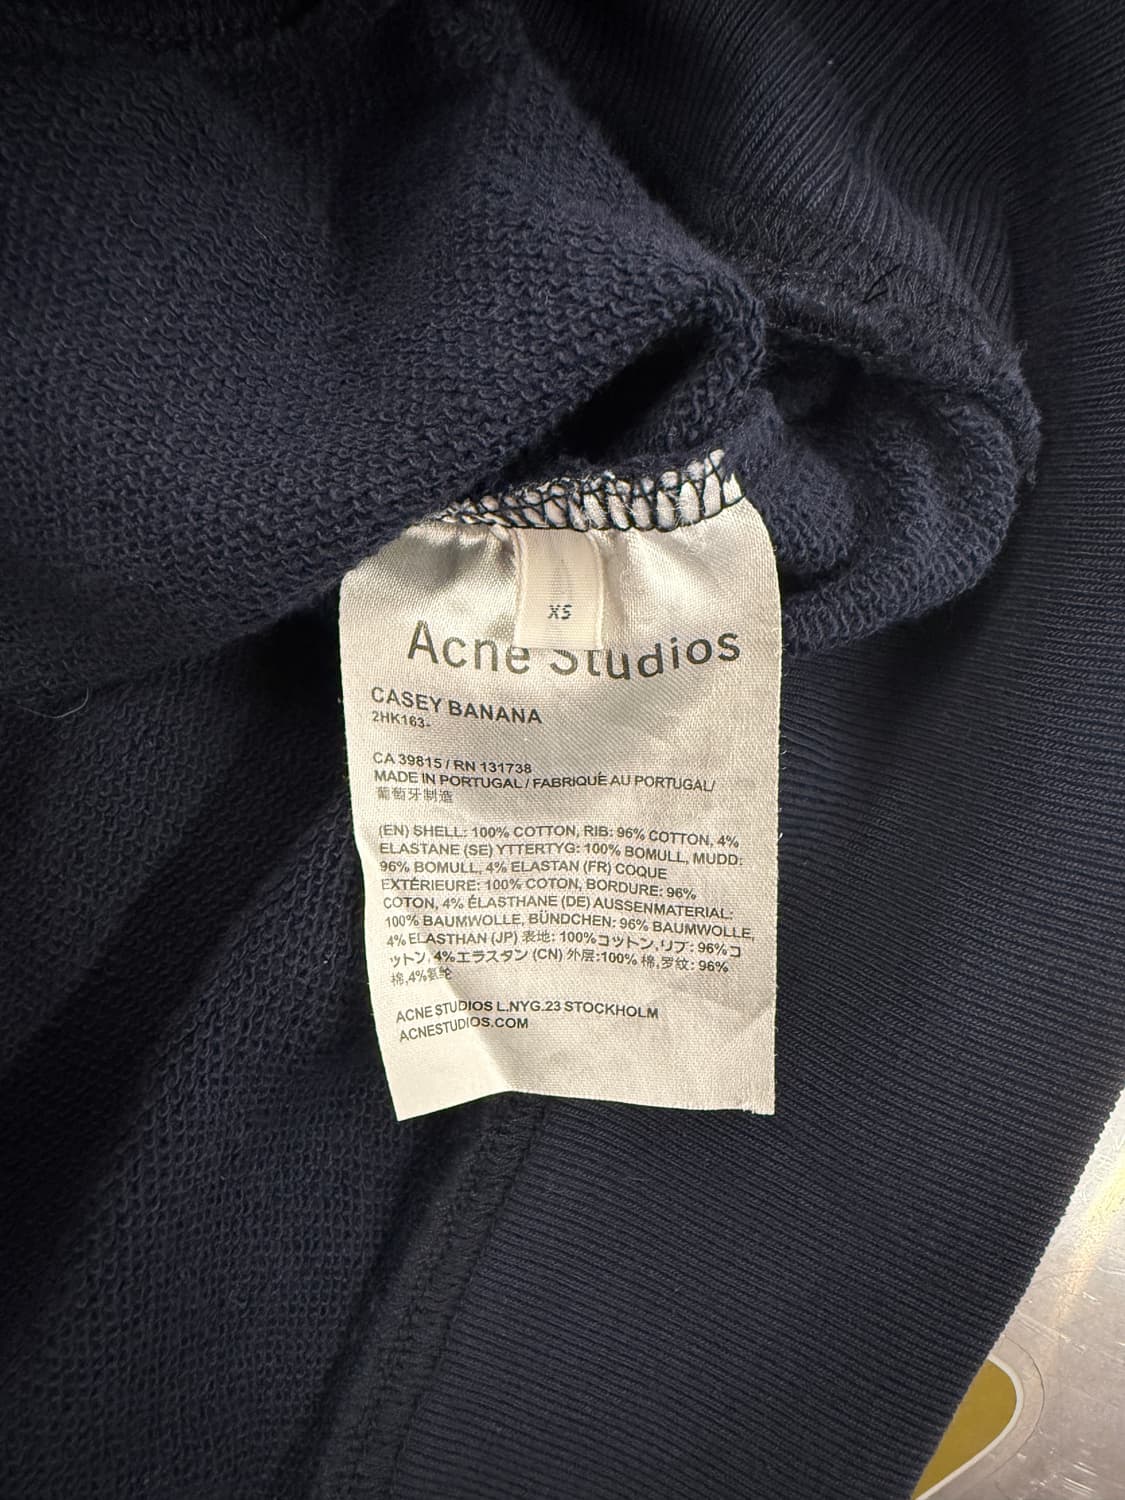 XS
Acne Studios
CASEY BANANA
2HK163-
CA 39815 / RN 131738
MADE IN PORTUGAL / FABRIQUÉ AU PORTUGAL/
葡萄牙制造
(EN) SHELL: 100% COTTON, RIB: 96% COTTON, 4%
ELASTANE (SE) YTTERTYG: 100% BOMULL, MUDD:
96% BOMULL, 4% ELASTAN (FR) COQUE
EXTÉRIEURE: 100% COTON, BORDURE: 96%
COTON, 4% ÉLASTHANE (DE) AUSSENMATERIAL:
100% BAUMWOLLE, BÜNDCHEN: 96% BAUMWOLLE,
4% ELASTHAN (JP) 表地: 100%コットン,リブ: 96%コ
ットン, 4%エラスタン (CN) 外层:100% 棉,罗纹: 96%
棉,4%氨纶
ACNE STUDIOS L.NYG.23 STOCKHOLM
ACNESTUDIOS.COM